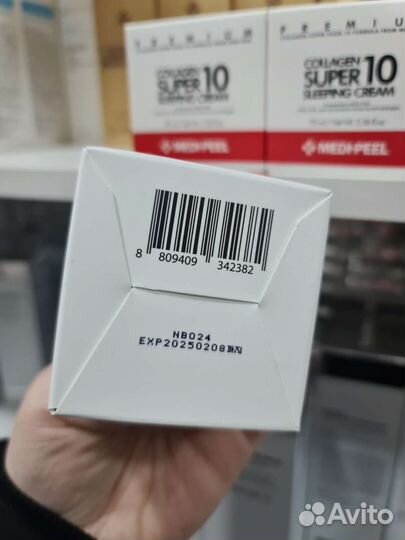 PREMIUM
COLLAGEN
SUPER 10
SLEEPING CREAM
MEDI-PEEL
PREMIUM
COLLAGEN
SUPER 10
SLEEPING CREAM
MEDI-PEEL
8 809409 342382
NB024
EXP20250208까지
Avito